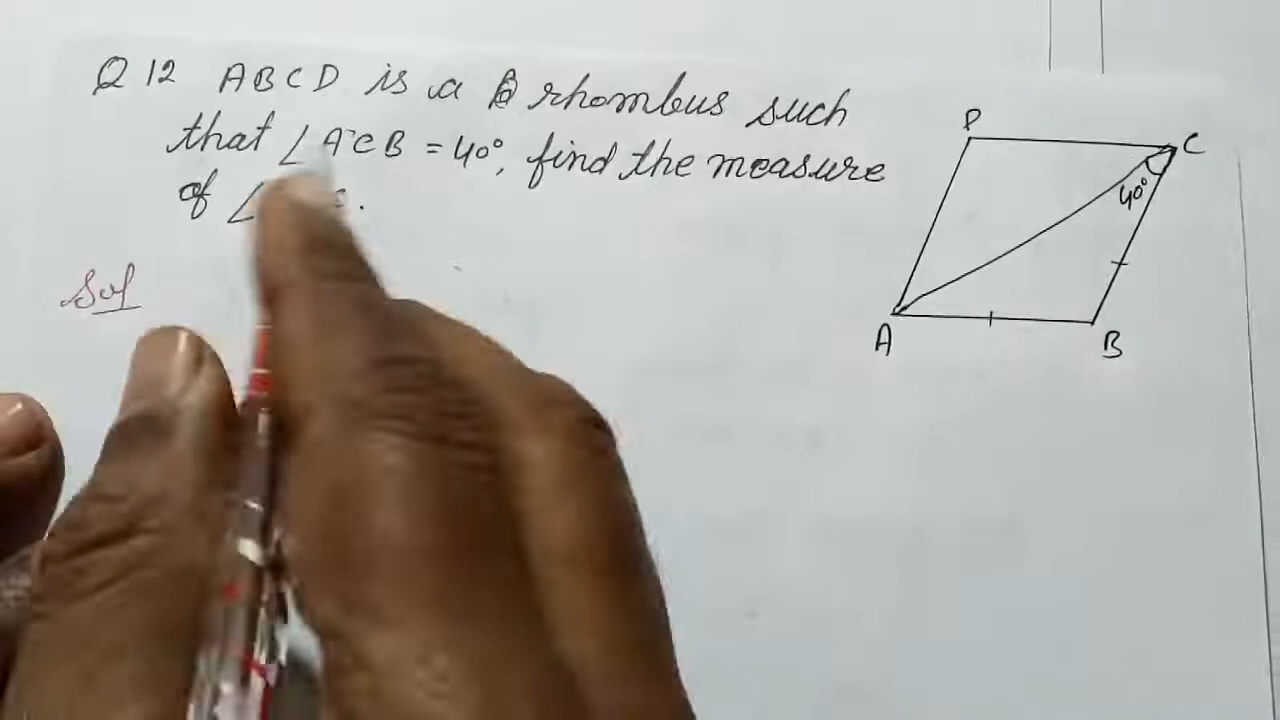 Q 12 ABCD is a rhombus such
that ∠ACB = 40°, find the measure
of ∠
Sol
D
C
40°
A
B